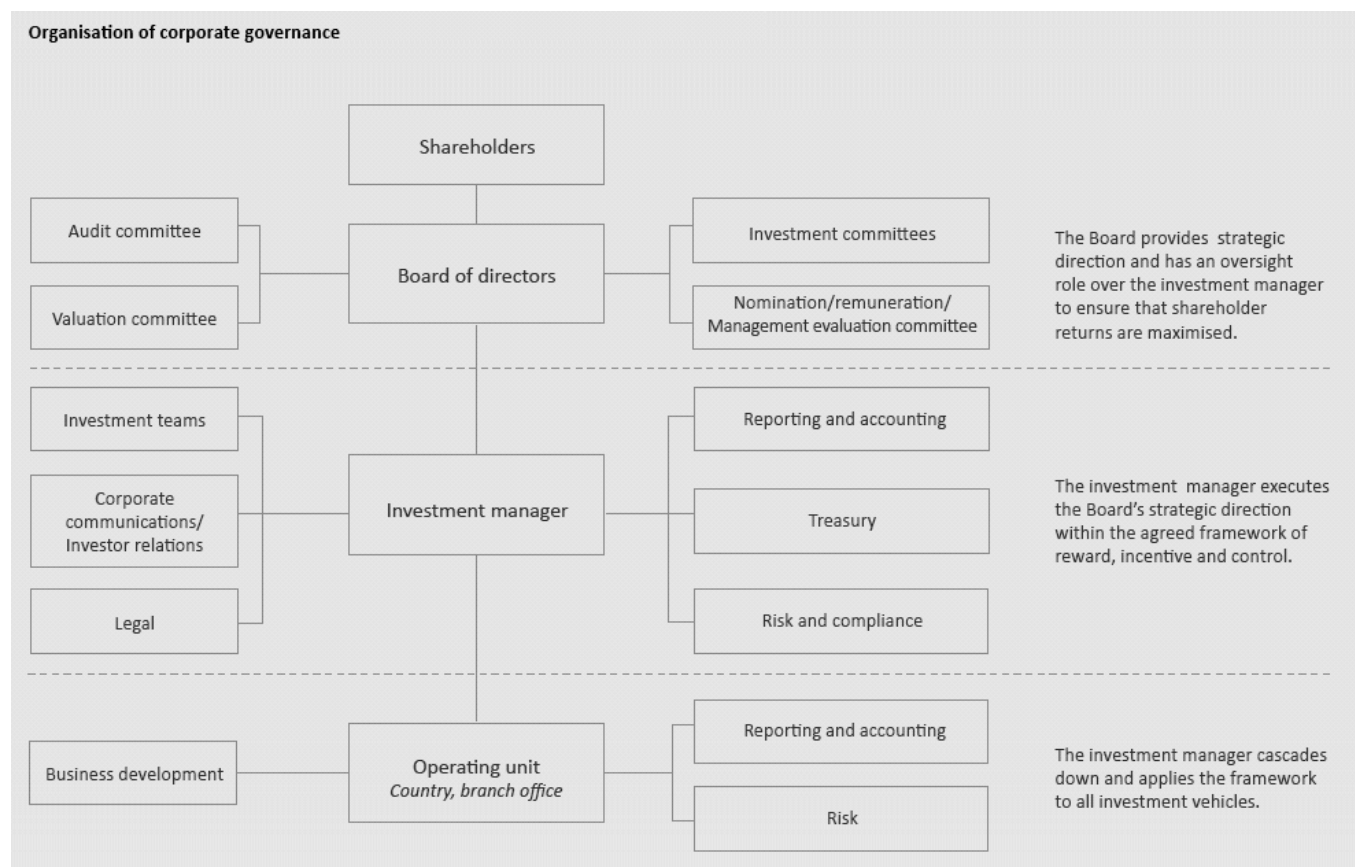 Organisation of corporate governance
Shareholders
Audit committee
Valuation committee
Board of directors
Investment committees
Nomination/remuneration/
Management evaluation committee
The Board provides strategic
direction and has an oversight
role over the investment manager
to ensure that shareholder
returns are maximised.
Investment teams
Corporate
communications/
Investor relations
Legal
Investment manager
Reporting and accounting
Treasury
Risk and compliance
The investment manager executes
the Board's strategic direction
within the agreed framework of
reward, incentive and control.
Business development
Operating unit
Country, branch office
Reporting and accounting
Risk
The investment manager cascades
down and applies the framework
to all investment vehicles.